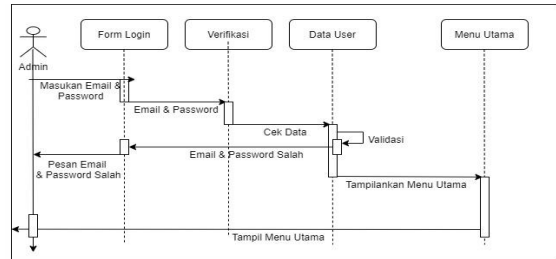 Form Login
Verifikasi
Data User
Menu Utama
Admin
Masukan Email &
Password
Email & Password
Cek Data
Validasi
Email & Password Salah
Pesan Email
& Password Salah
Tampilankan Menu Utama
Tampil Menu Utama